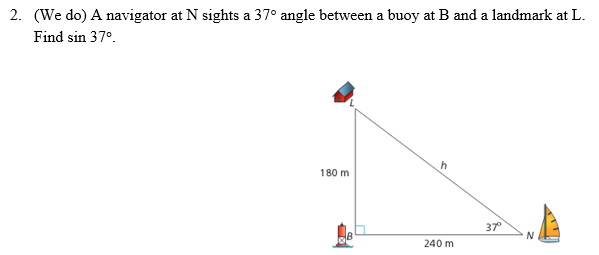 2. (We do) A navigator at N sights a 37° angle between a buoy at B and a landmark at L.
Find sin 37°.
L
180 m
h
37°
B
N
240 m